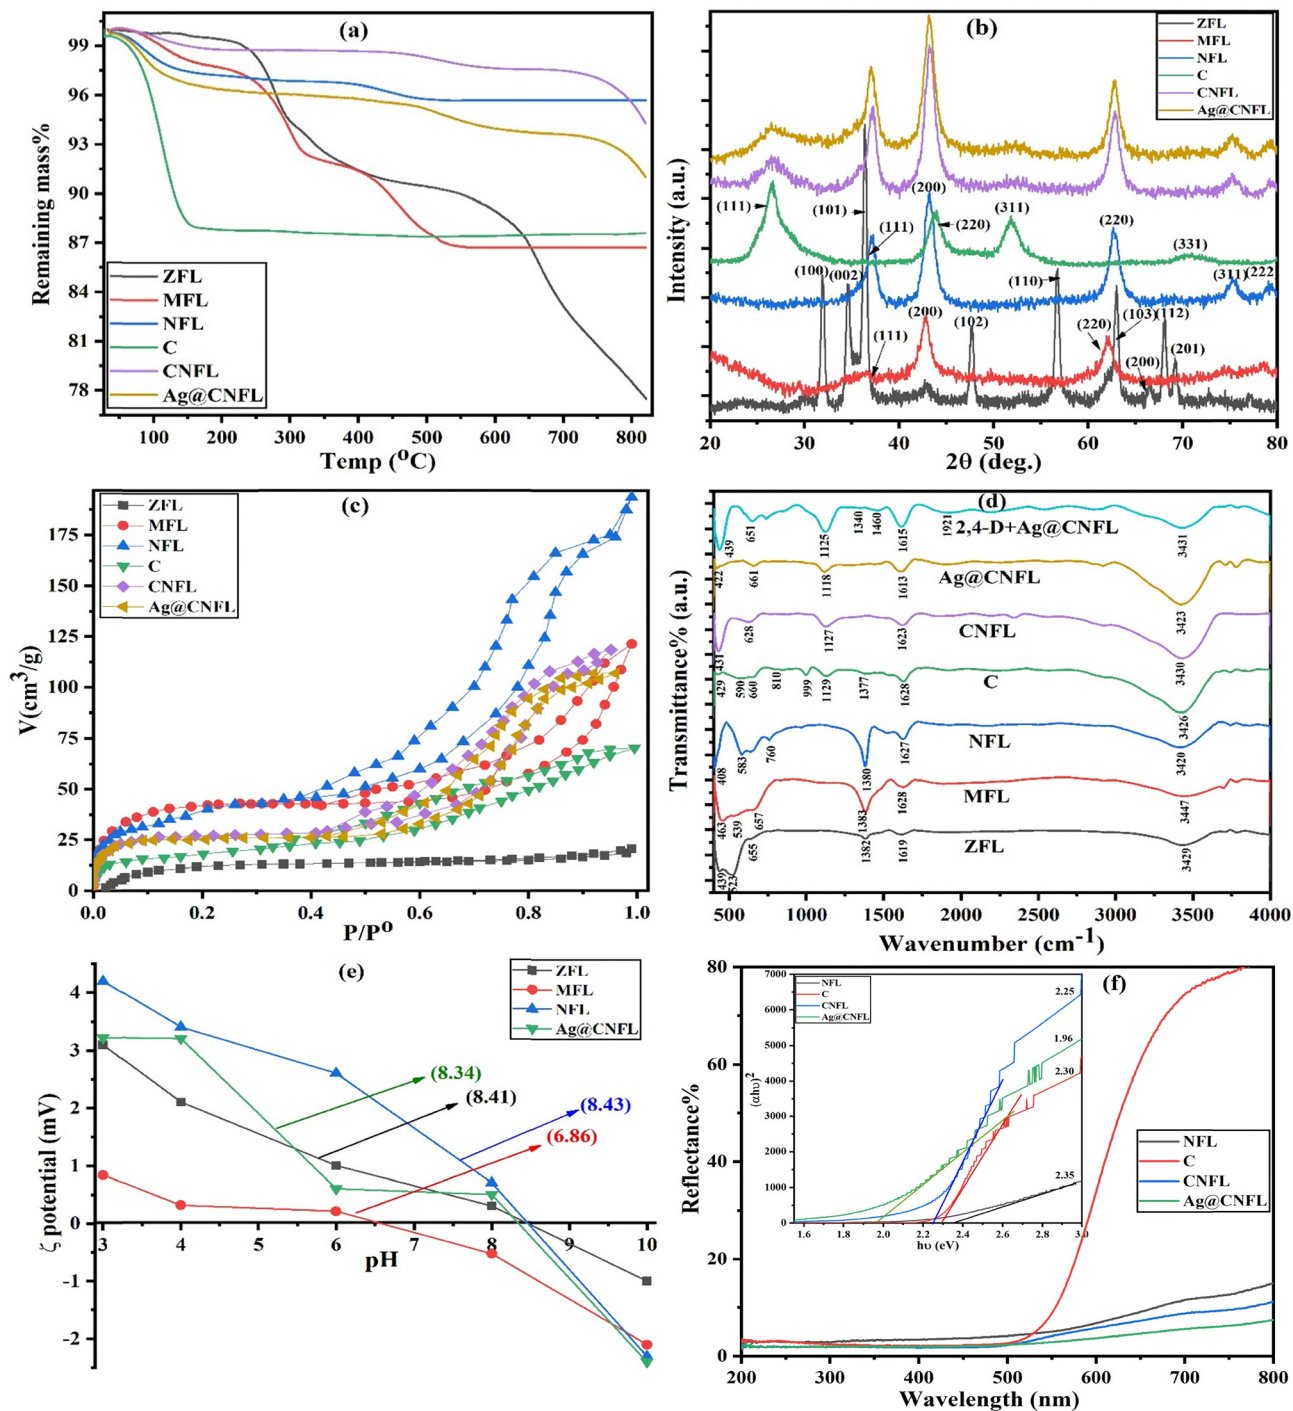 (a)
99
96
93
90
87
84
81
78
Remaining mass%
ZFL
MFL
NFL
C
CNFL
Ag@CNFL
100 200 300 400 500 600 700 800
Temp (°C)
(b)
ZFL
MFL
NFL
C
CNFL
Ag@CNFL
Intensity (a.u.)
(111)
(101)
(200)
(111)
(220)
(311)
(220)
(331)
(100)
(002)
(110)
(311)
(222)
(200)
(111)
(102)
(220)
(103)
(112)
(200)
(201)
20 30 40 50 60 70 80
2θ (deg.)
(c)
ZFL
MFL
NFL
C
CNFL
Ag@CNFL
175
150
125
100
75
50
25
0
V(cm³/g)
0.0 0.2 0.4 0.6 0.8 1.0
P/P⁰
(d)
439 651 1125 1340 1460 1615 1921 3431
2,4-D+Ag@CNFL
422 661 1118 1613 3423
Ag@CNFL
431 628 1127 1623 3430
CNFL
429 590 660 810 999 1129 1377 1628 3426
C
408 583 760 1380 1627 3420
NFL
463 539 657 1383 1628 3447
MFL
439 523 655 1382 1619 3429
ZFL
Transmittance% (a.u.)
500 1000 1500 2000 2500 3000 3500 4000
Wavenumber (cm⁻¹)
(e)
ZFL
MFL
NFL
Ag@CNFL
4
3
2
1
0
-1
-2
ζ potential (mV)
(8.34)
(8.41)
(8.43)
(6.86)
3 4 5 6 7 8 9 10
pH
(f)
80
60
40
20
0
Reflectance%
NFL
C
CNFL
Ag@CNFL
7000
6000
5000
4000
3000
2000
1000
0
(αhυ)²
2.25
1.96
2.30
2.35
1.6 1.8 2.0 2.2 2.4 2.6 2.8 3.0
hυ (eV)
NFL
C
CNFL
Ag@CNFL
200 300 400 500 600 700 800
Wavelength (nm)